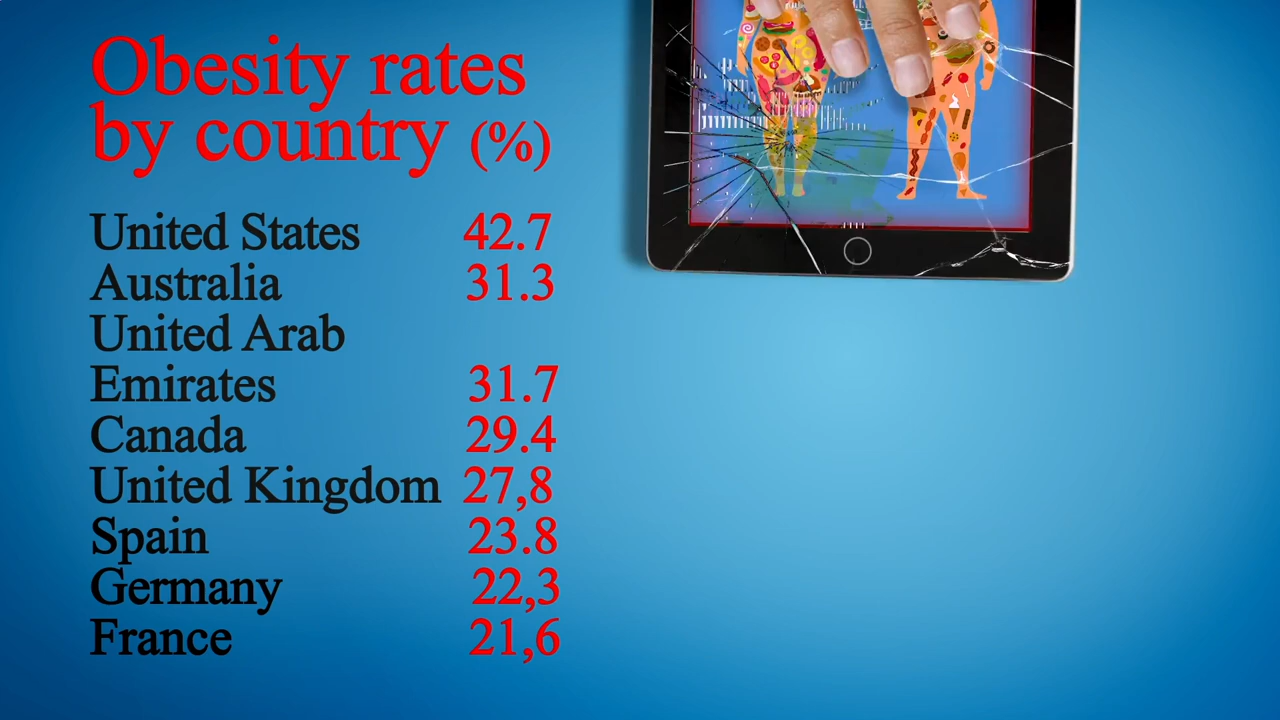 Obesity rates
by country (%)
United States 42.7
Australia 31.3
United Arab
Emirates 31.7
Canada 29.4
United Kingdom 27,8
Spain 23.8
Germany 22,3
France 21,6